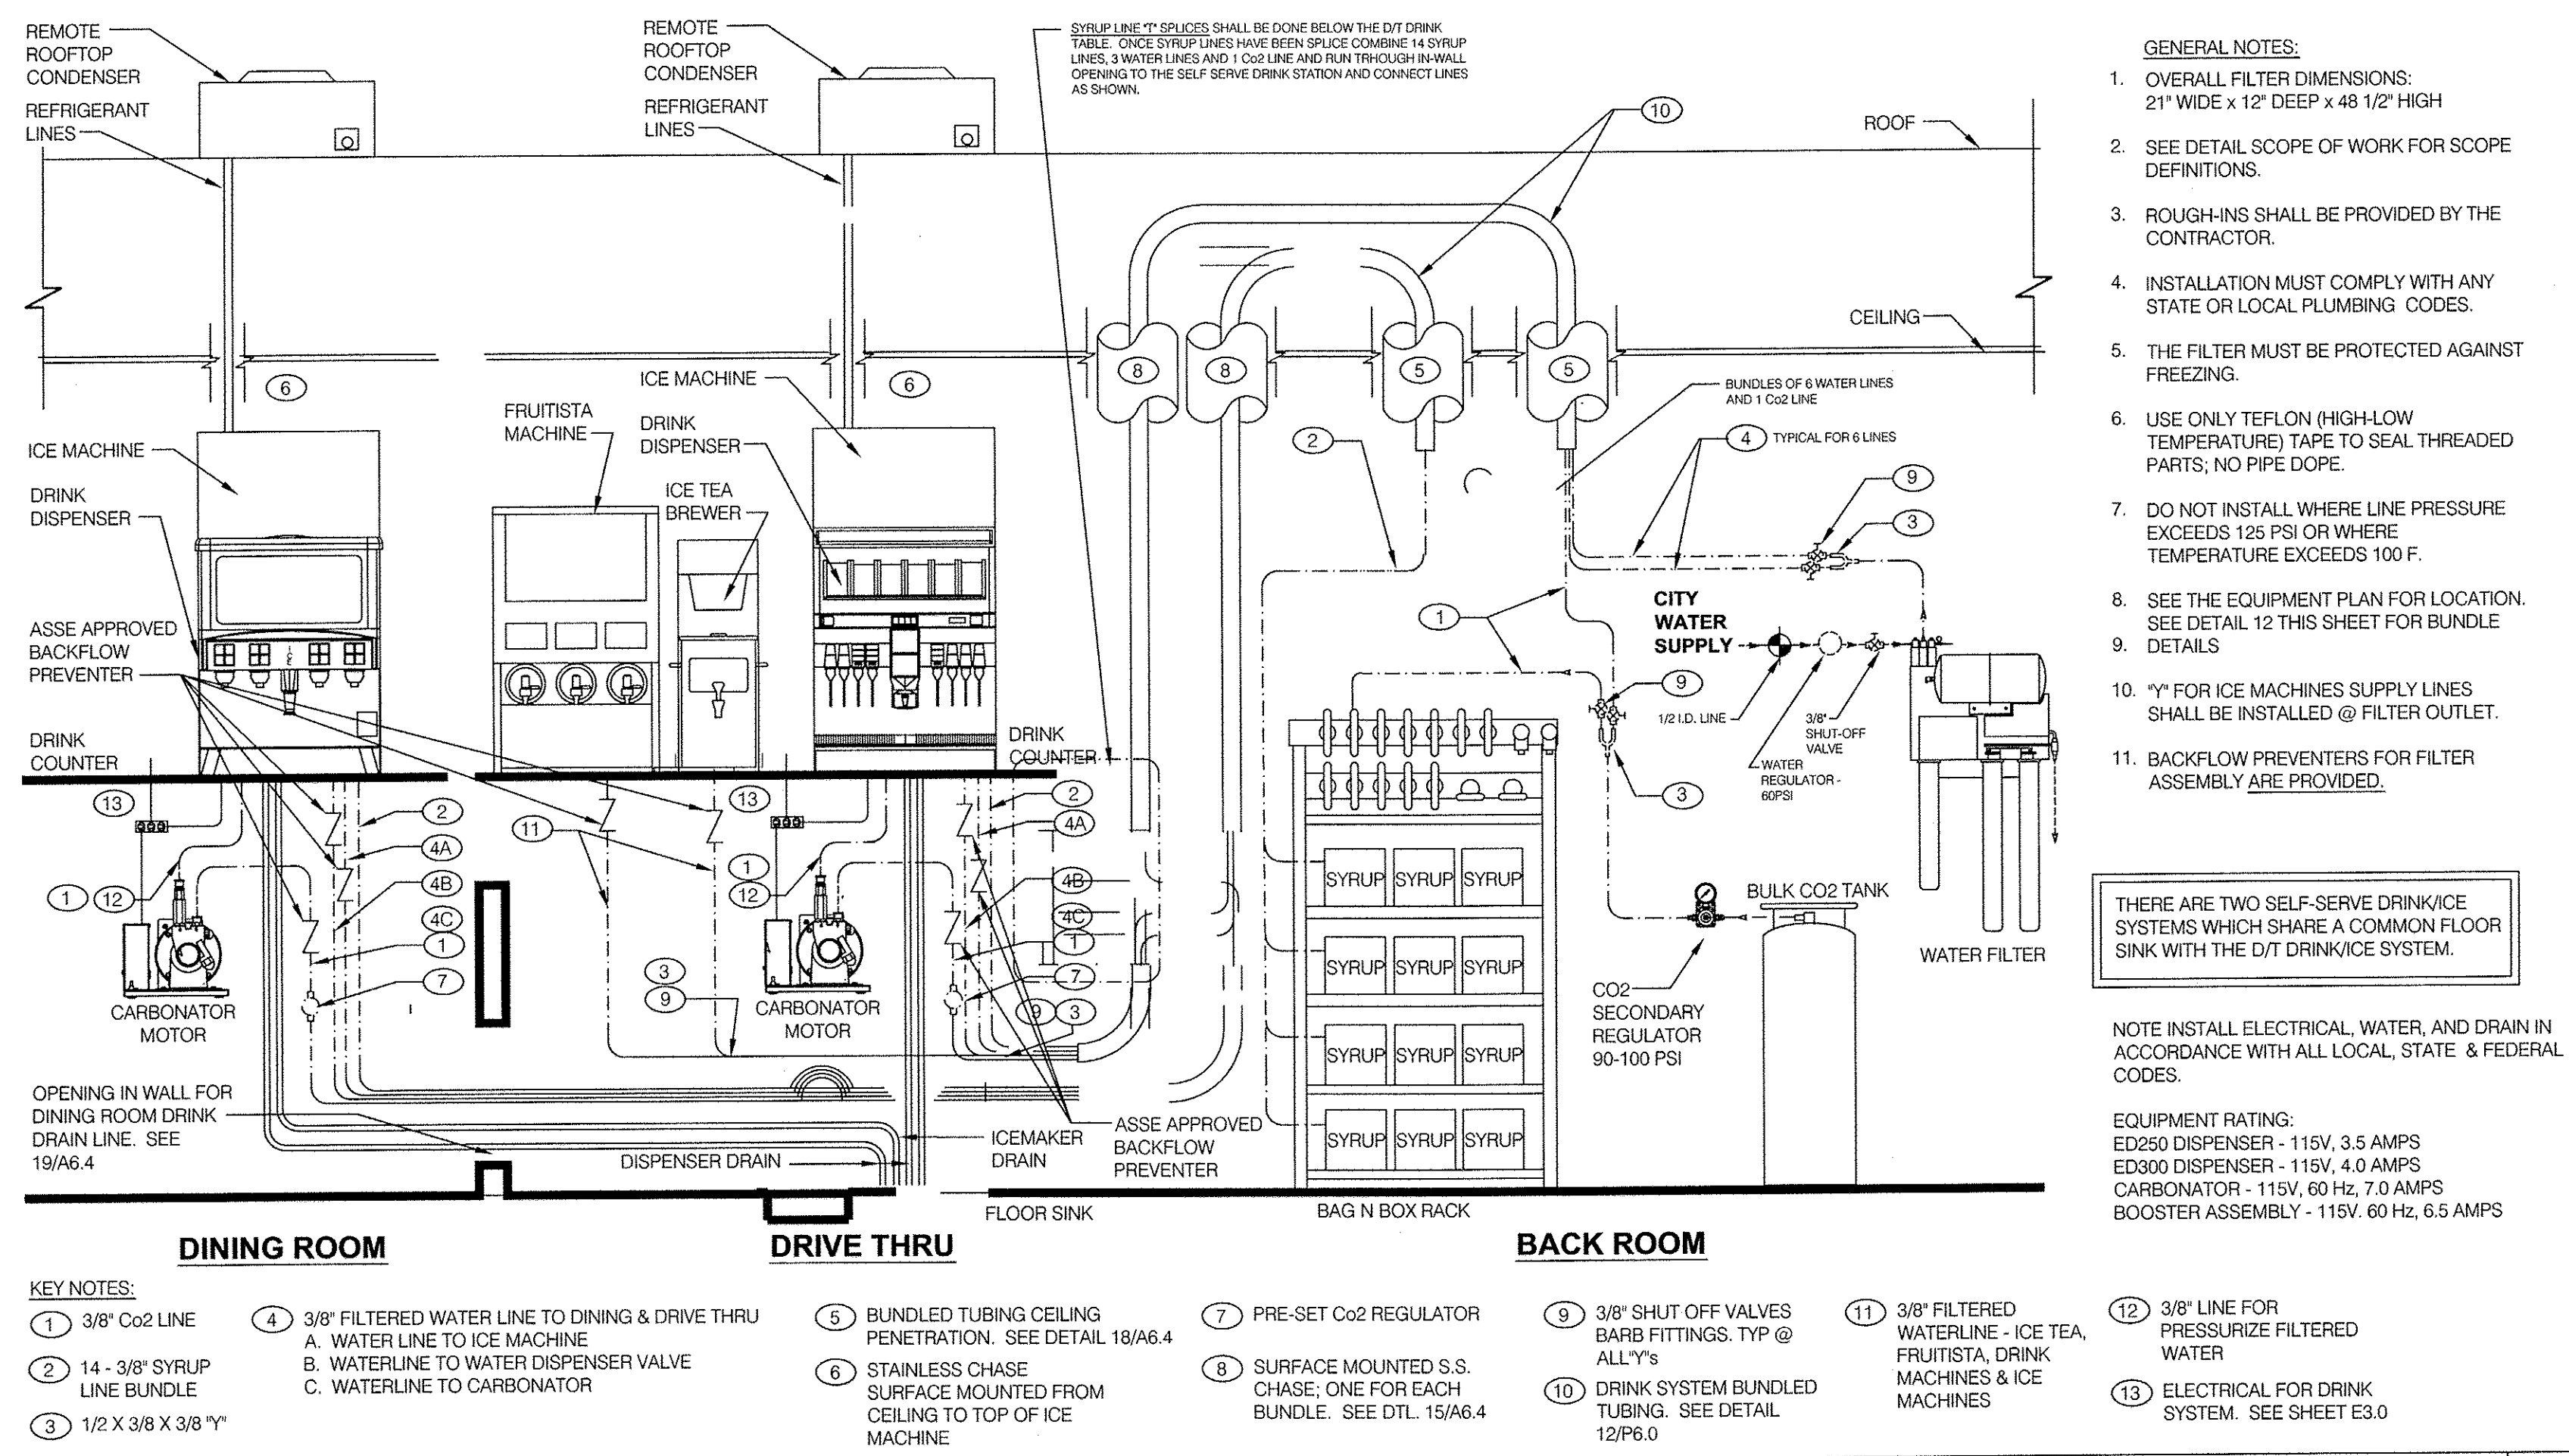 REMOTE
ROOFTOP
CONDENSER
REFRIGERANT
LINES
REMOTE
ROOFTOP
CONDENSER
REFRIGERANT
LINES
SYRUP LINE "T" SPLICES SHALL BE DONE BELOW THE D/T DRINK
TABLE. ONCE SYRUP LINES HAVE BEEN SPLICE COMBINE 14 SYRUP
LINES, 3 WATER LINES AND 1 Co2 LINE AND RUN TRHOUGH IN-WALL
OPENING TO THE SELF SERVE DRINK STATION AND CONNECT LINES
AS SHOWN.
10
ROOF
CEILING
8
8
5
5
6
6
ICE MACHINE
FRUITISTA
MACHINE
DRINK
DISPENSER
ICE TEA
BREWER
ICE MACHINE
DRINK
DISPENSER
BUNDLES OF 6 WATER LINES
AND 1 Co2 LINE
2
4
TYPICAL FOR 6 LINES
9
3
ASSE APPROVED
BACKFLOW
PREVENTER
ICE
CITY
WATER
SUPPLY
1
9
1/2 I.D. LINE
3/8"
SHUT-OFF
VALVE
WATER
REGULATOR -
60PSI
3
DRINK
COUNTER
DRINK
COUNTER
13
2
4A
4B
4C
1
7
1
12
11
13
1
12
2
4A
4B
4C
1
7
3
9
9
3
CARBONATOR
MOTOR
CARBONATOR
MOTOR
SYRUP SYRUP SYRUP
SYRUP SYRUP SYRUP
SYRUP SYRUP SYRUP
SYRUP SYRUP SYRUP
BULK CO2 TANK
WATER FILTER
CO2
SECONDARY
REGULATOR
90-100 PSI
OPENING IN WALL FOR
DINING ROOM DRINK
DRAIN LINE. SEE
19/A6.4
DISPENSER DRAIN
ICEMAKER
DRAIN
ASSE APPROVED
BACKFLOW
PREVENTER
FLOOR SINK
BAG N BOX RACK
DINING ROOM
DRIVE THRU
BACK ROOM
GENERAL NOTES:
1. OVERALL FILTER DIMENSIONS:
21" WIDE x 12" DEEP x 48 1/2" HIGH
2. SEE DETAIL SCOPE OF WORK FOR SCOPE
DEFINITIONS.
3. ROUGH-INS SHALL BE PROVIDED BY THE
CONTRACTOR.
4. INSTALLATION MUST COMPLY WITH ANY
STATE OR LOCAL PLUMBING CODES.
5. THE FILTER MUST BE PROTECTED AGAINST
FREEZING.
6. USE ONLY TEFLON (HIGH-LOW
TEMPERATURE) TAPE TO SEAL THREADED
PARTS; NO PIPE DOPE.
7. DO NOT INSTALL WHERE LINE PRESSURE
EXCEEDS 125 PSI OR WHERE
TEMPERATURE EXCEEDS 100 F.
8. SEE THE EQUIPMENT PLAN FOR LOCATION.
SEE DETAIL 12 THIS SHEET FOR BUNDLE
9. DETAILS
10. "Y" FOR ICE MACHINES SUPPLY LINES
SHALL BE INSTALLED @ FILTER OUTLET.
11. BACKFLOW PREVENTERS FOR FILTER
ASSEMBLY ARE PROVIDED.
THERE ARE TWO SELF-SERVE DRINK/ICE
SYSTEMS WHICH SHARE A COMMON FLOOR
SINK WITH THE D/T DRINK/ICE SYSTEM.
NOTE INSTALL ELECTRICAL, WATER, AND DRAIN IN
ACCORDANCE WITH ALL LOCAL, STATE & FEDERAL
CODES.
EQUIPMENT RATING:
ED250 DISPENSER - 115V, 3.5 AMPS
ED300 DISPENSER - 115V, 4.0 AMPS
CARBONATOR - 115V, 60 Hz, 7.0 AMPS
BOOSTER ASSEMBLY - 115V. 60 Hz, 6.5 AMPS
KEY NOTES:
1 3/8" Co2 LINE
2 14 - 3/8" SYRUP
LINE BUNDLE
3 1/2 X 3/8 X 3/8 "Y"
4 3/8" FILTERED WATER LINE TO DINING & DRIVE THRU
A. WATER LINE TO ICE MACHINE
B. WATERLINE TO WATER DISPENSER VALVE
C. WATERLINE TO CARBONATOR
5 BUNDLED TUBING CEILING
PENETRATION. SEE DETAIL 18/A6.4
6 STAINLESS CHASE
SURFACE MOUNTED FROM
CEILING TO TOP OF ICE
MACHINE
7 PRE-SET Co2 REGULATOR
8 SURFACE MOUNTED S.S.
CHASE; ONE FOR EACH
BUNDLE. SEE DTL. 15/A6.4
9 3/8" SHUT OFF VALVES
BARB FITTINGS. TYP @
ALL"Y"s
10 DRINK SYSTEM BUNDLED
TUBING. SEE DETAIL
12/P6.0
11 3/8" FILTERED
WATERLINE - ICE TEA,
FRUITISTA, DRINK
MACHINES & ICE
MACHINES
12 3/8" LINE FOR
PRESSURIZE FILTERED
WATER
13 ELECTRICAL FOR DRINK
SYSTEM. SEE SHEET E3.0